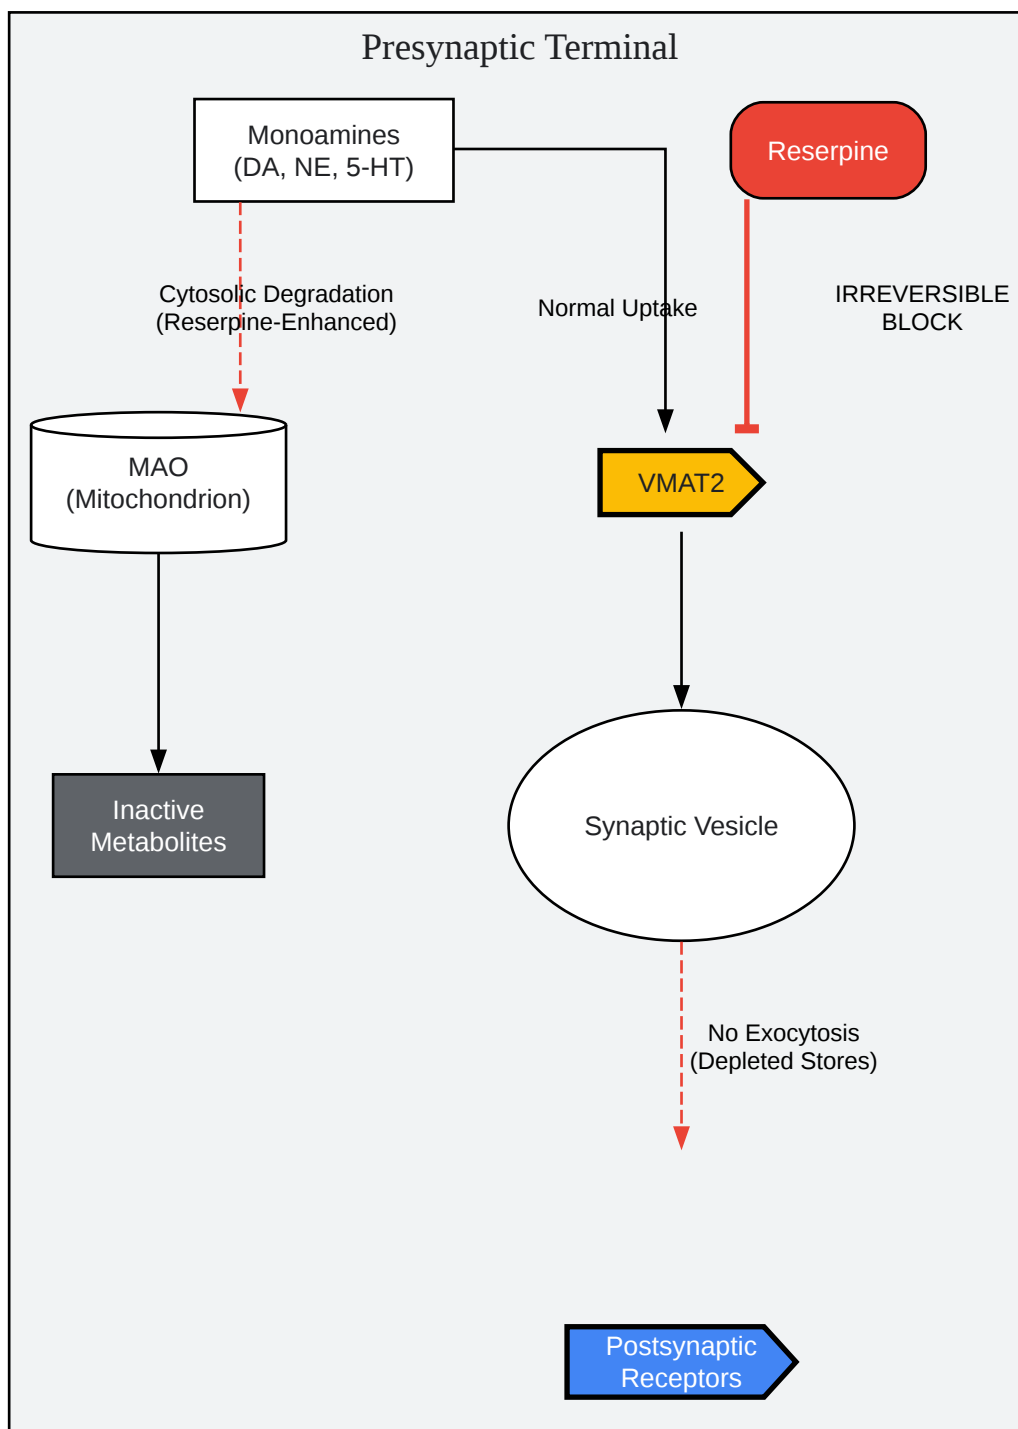 Presynaptic Terminal
Monoamines
(DA, NE, 5-HT)
Reserpine
Cytosolic Degradation
(Reserpine-Enhanced)
Normal Uptake
IRREVERSIBLE
BLOCK
MAO
(Mitochondrion)
VMAT2
Inactive
Metabolites
Synaptic Vesicle
No Exocytosis
(Depleted Stores)
Postsynaptic
Receptors